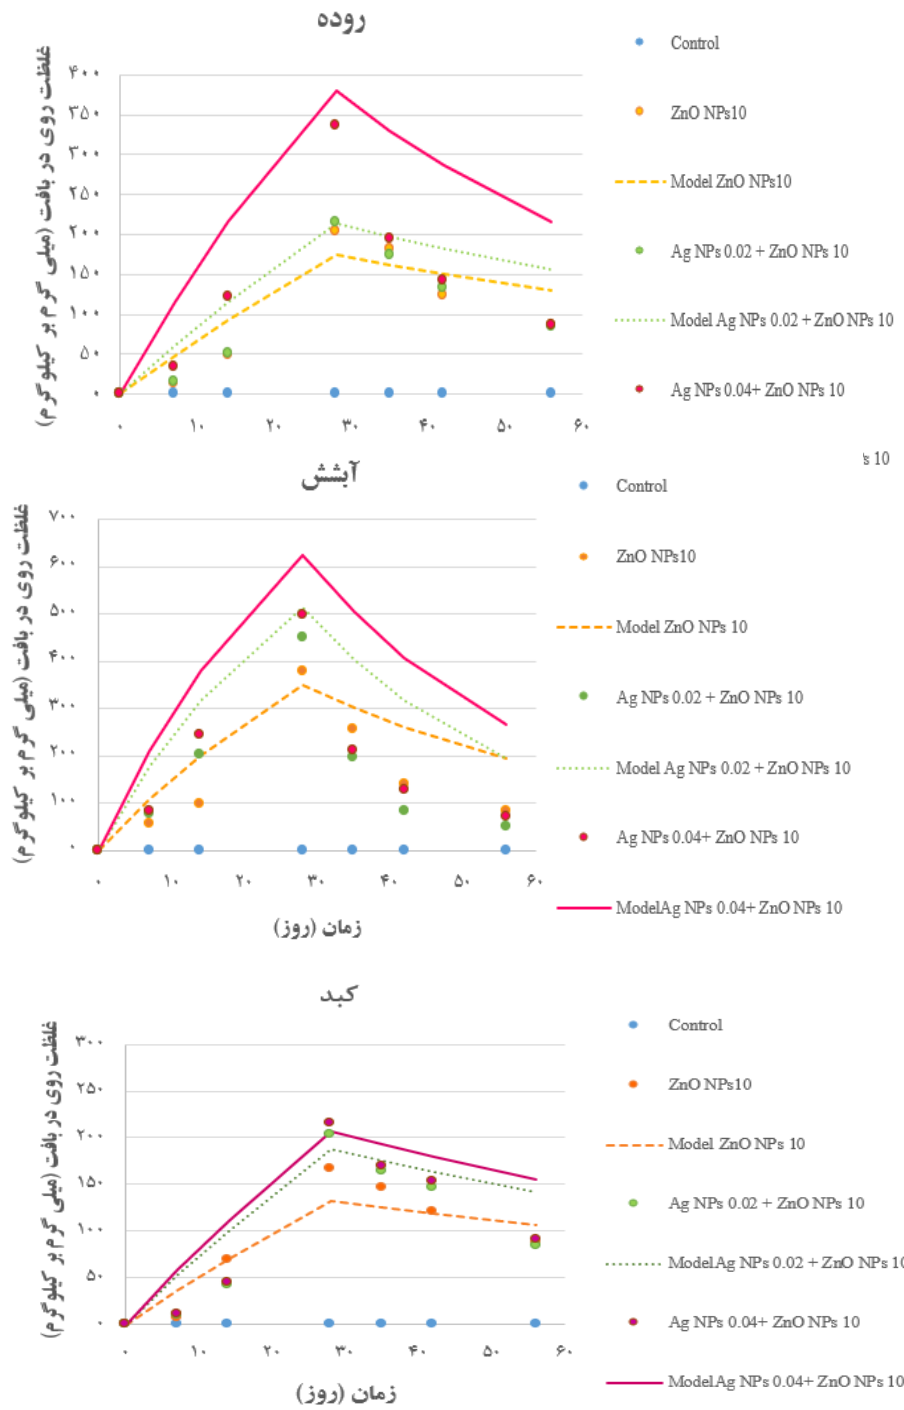 روده
غلظت روی در بافت (میلی گرم بر کیلوگرم)
۴۰۰
۳۵۰
۳۰۰
۲۵۰
۲۰۰
۱۵۰
۱۰۰
۵۰
۰
۰ ۱۰ ۲۰ ۳۰ ۴۰ ۵۰ ۶۰
Control
ZnO NPs10
Model ZnO NPs10
Ag NPs 0.02 + ZnO NPs 10
Model Ag NPs 0.02 + ZnO NPs 10
Ag NPs 0.04+ ZnO NPs 10
s 10
آبشش
غلظت روی در بافت (میلی گرم بر کیلوگرم)
۷۰۰
۶۰۰
۵۰۰
۴۰۰
۳۰۰
۲۰۰
۱۰۰
۰
۰ ۱۰ ۲۰ ۳۰ ۴۰ ۵۰ ۶۰
زمان (روز)
Control
ZnO NPs10
Model ZnO NPs 10
Ag NPs 0.02 + ZnO NPs 10
Model Ag NPs 0.02 + ZnO NPs 10
Ag NPs 0.04+ ZnO NPs 10
ModelAg NPs 0.04+ ZnO NPs 10
کبد
غلظت روی در بافت (میلی گرم بر کیلوگرم)
۳۰۰
۲۵۰
۲۰۰
۱۵۰
۱۰۰
۵۰
۰
۰ ۱۰ ۲۰ ۳۰ ۴۰ ۵۰ ۶۰
زمان (روز)
Control
ZnO NPs10
Model ZnO NPs 10
Ag NPs 0.02 + ZnO NPs 10
ModelAg NPs 0.02 + ZnO NPs 10
Ag NPs 0.04+ ZnO NPs 10
ModelAg NPs 0.04+ ZnO NPs 10